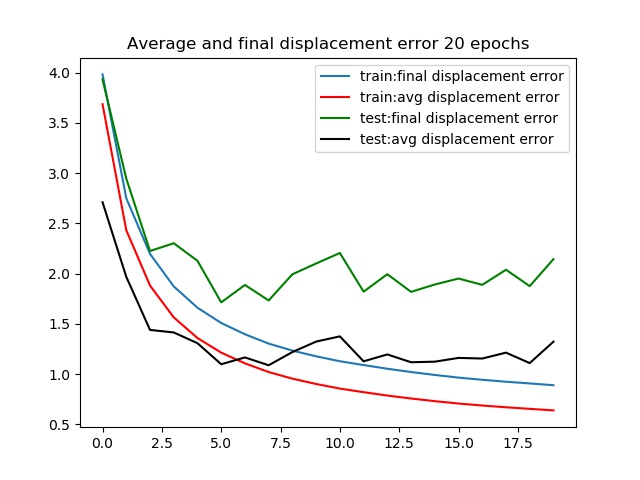 Average and final displacement error 20 epochs
train:final displacement error
train:avg displacement error
test:final displacement error
test:avg displacement error
4.0
3.5
3.0
2.5
2.0
1.5
1.0
0.5
0.0 2.5 5.0 7.5 10.0 12.5 15.0 17.5